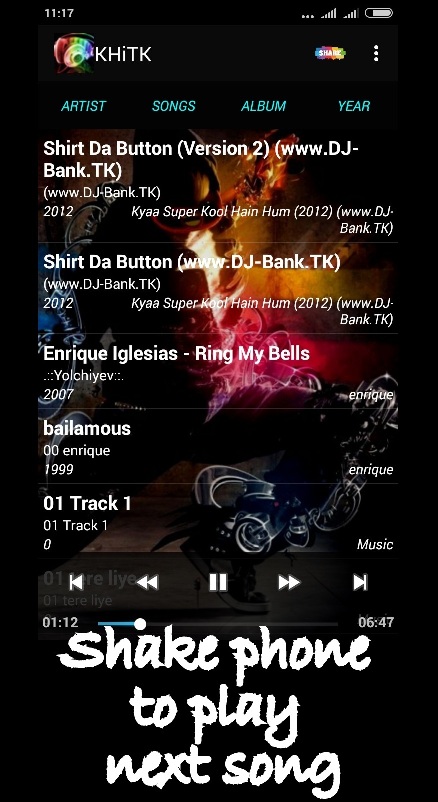 11:17
KHiTK
SHAKE
ARTIST SONGS ALBUM YEAR
Shirt Da Button (Version 2) (www.DJ-
Bank.TK)
(www.DJ-Bank.TK)
2012 Kyaa Super Kool Hain Hum (2012) (www.DJ-
Bank.TK)
Shirt Da Button (www.DJ-Bank.TK)
(www.DJ-Bank.TK)
2012 Kyaa Super Kool Hain Hum (2012) (www.DJ-
Bank.TK)
Enrique Iglesias - Ring My Bells
.::Yolchiyev::.
2007 enrique
bailamous
00 enrique
1999 enrique
01 Track 1
01 Track 1
0 Music
01 tere liye
01 tere liye
01:12 06:47
Shake phone
to play
next song